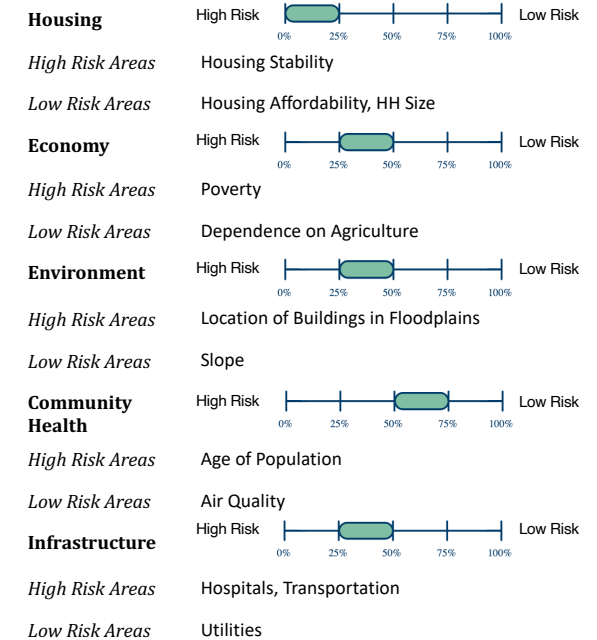 Housing High Risk Low Risk
0% 25% 50% 75% 100%
High Risk Areas Housing Stability
Low Risk Areas Housing Affordability, HH Size
Economy High Risk Low Risk
0% 25% 50% 75% 100%
High Risk Areas Poverty
Low Risk Areas Dependence on Agriculture
Environment High Risk Low Risk
0% 25% 50% 75% 100%
High Risk Areas Location of Buildings in Floodplains
Low Risk Areas Slope
Community High Risk Low Risk
Health 0% 25% 50% 75% 100%
High Risk Areas Age of Population
Low Risk Areas Air Quality
Infrastructure High Risk Low Risk
0% 25% 50% 75% 100%
High Risk Areas Hospitals, Transportation
Low Risk Areas Utilities